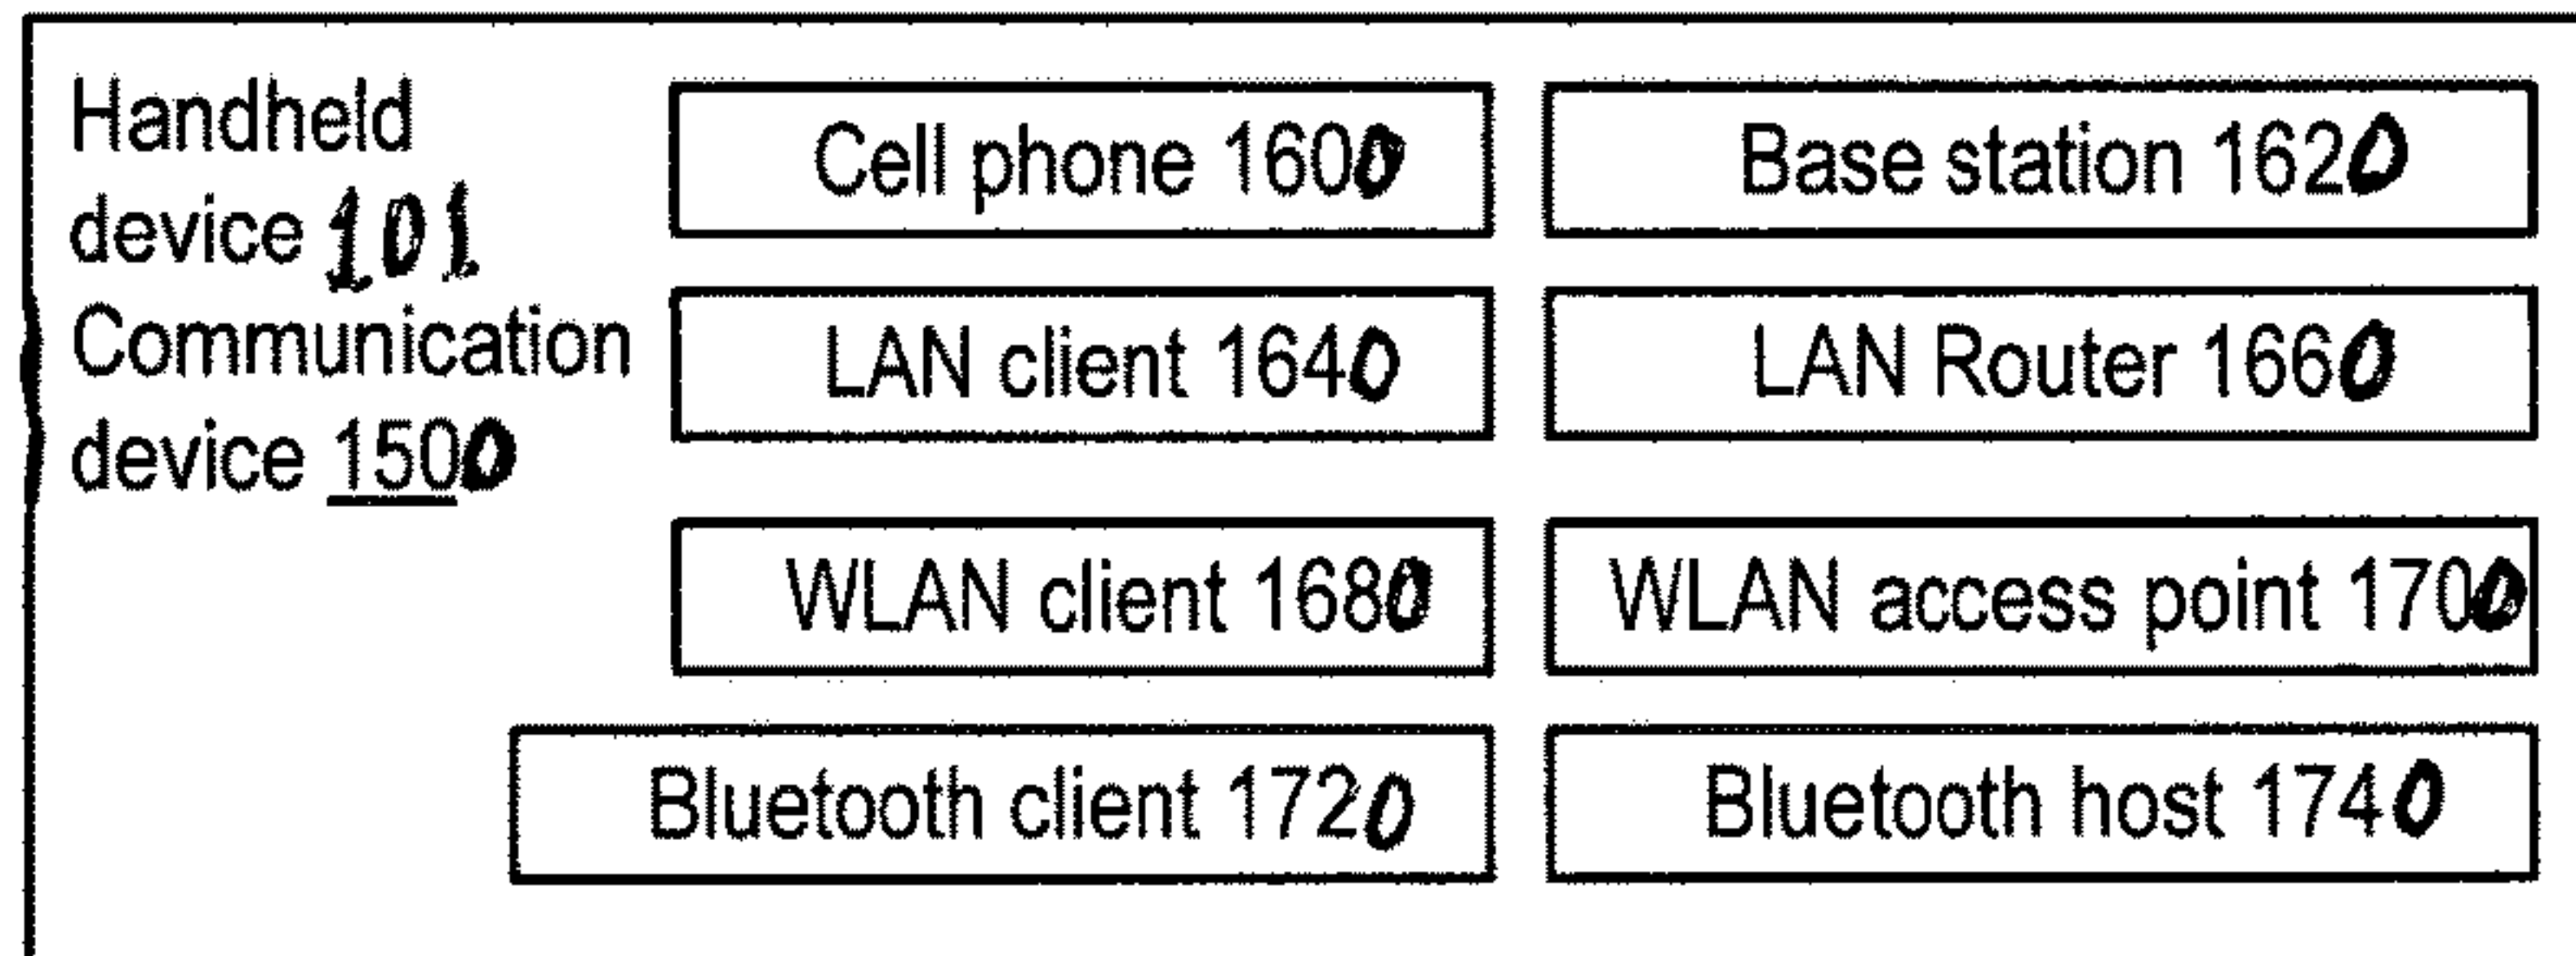 Handheld
device 101
Communication
device 1500
Cell phone 1600
Base station 1620
LAN client 1640
LAN Router 1660
WLAN client 1680
WLAN access point 1700
Bluetooth client 1720
Bluetooth host 1740